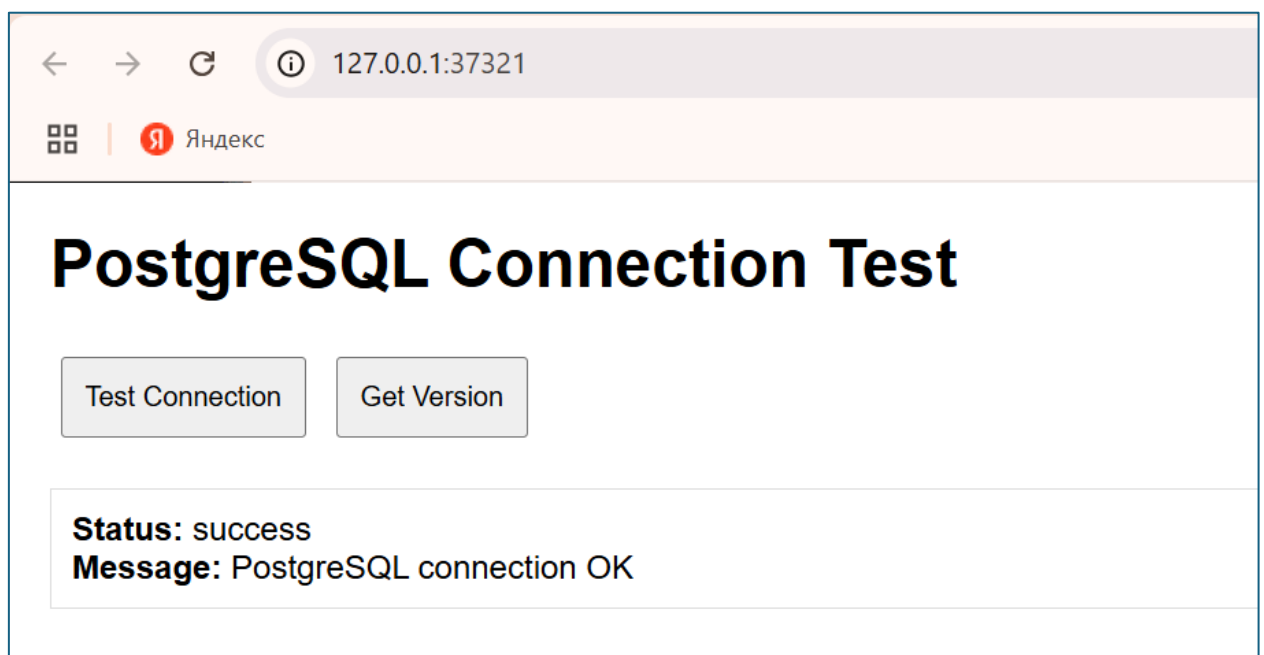 127.0.0.1:37321
Яндекс
PostgreSQL Connection Test
Test Connection Get Version
Status: success
Message: PostgreSQL connection OK